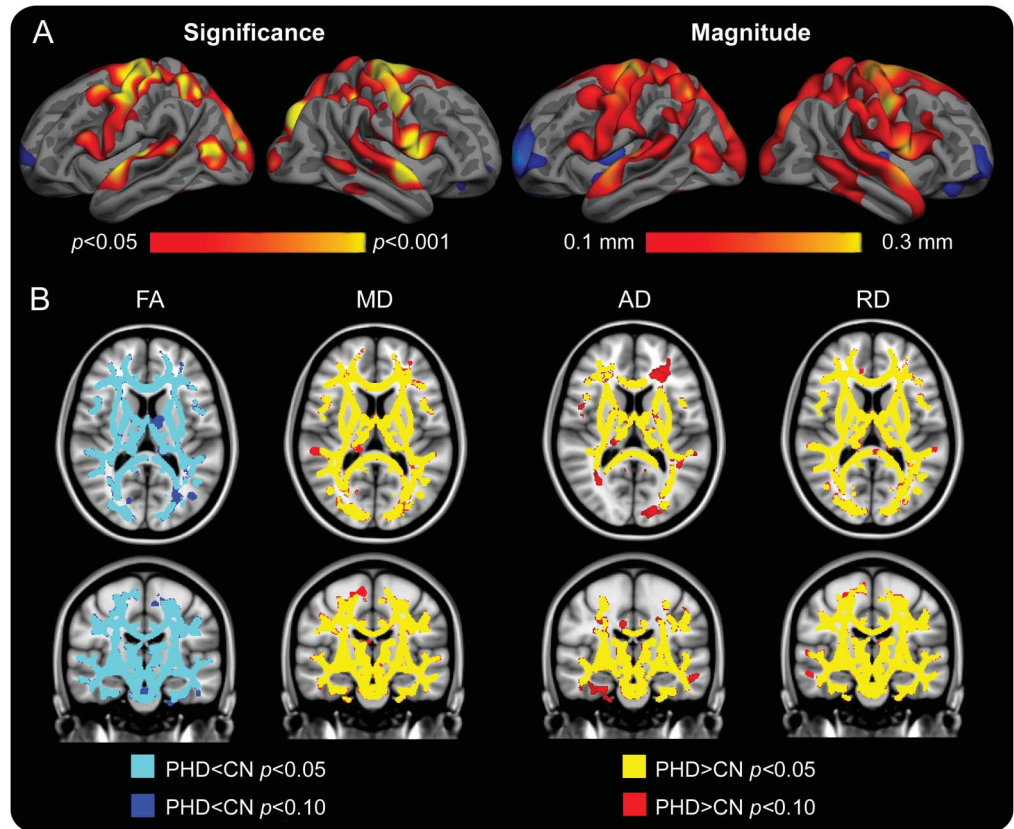 A
Significance
Magnitude
p<0.05
p<0.001
0.1 mm
0.3 mm
B
FA
MD
AD
RD
PHD<CN p<0.05
PHD>CN p<0.05
PHD<CN p<0.10
PHD>CN p<0.10